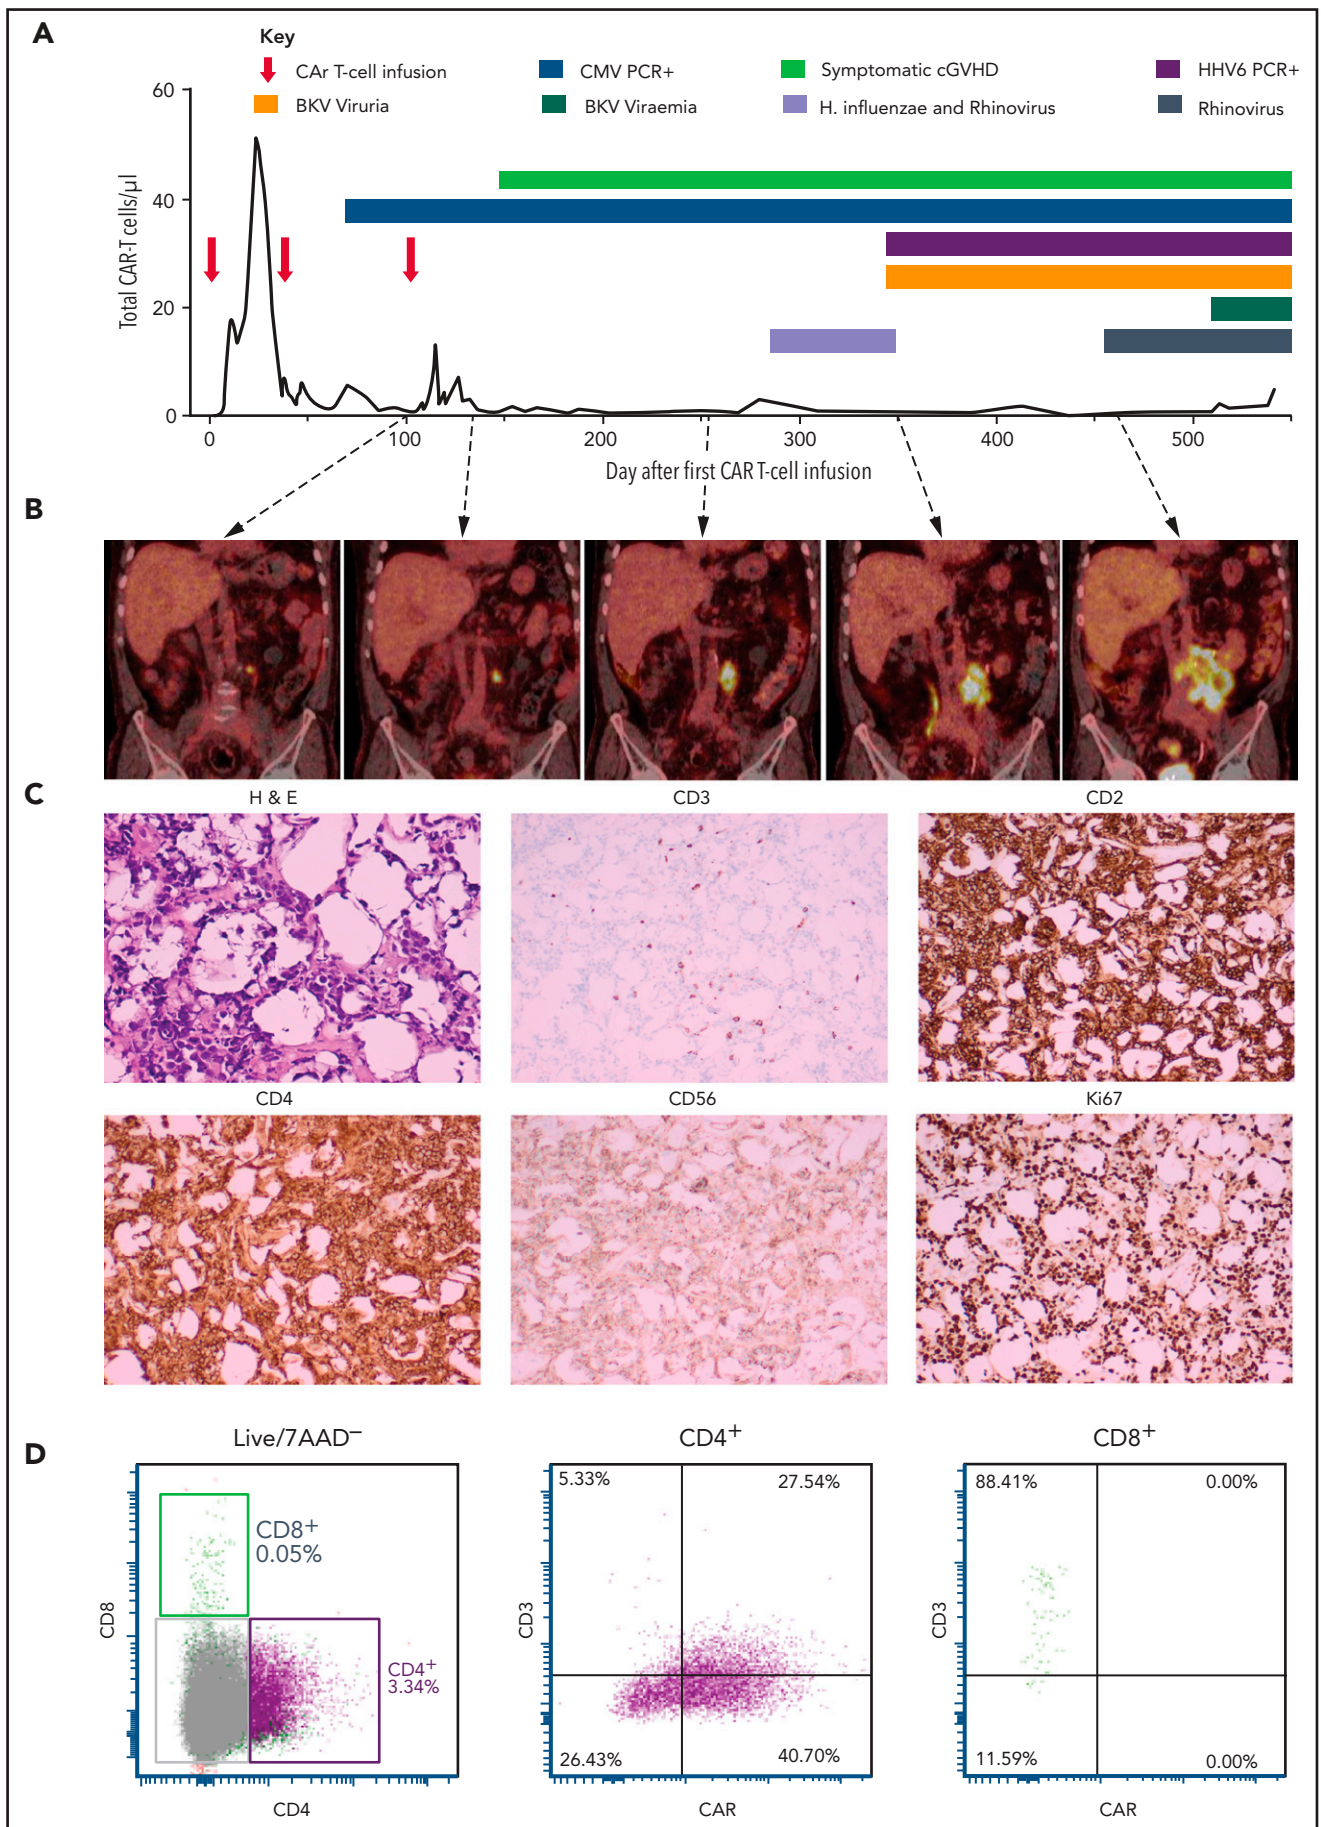 A
Key
CAr T-cell infusion
CMV PCR+
Symptomatic cGVHD
HHV6 PCR+
BKV Viruria
BKV Viraemia
H. influenzae and Rhinovirus
Rhinovirus
Total CAR-T cells/µl
60
40
20
0
0
100
200
300
400
500
Day after first CAR T-cell infusion
B
C
H & E
CD3
CD2
CD4
CD56
Ki67
D
Live/7AAD−
CD8+
0.05%
CD4+
3.34%
CD8
CD4
CD4+
5.33%
27.54%
26.43%
40.70%
CD3
CAR
CD8+
88.41%
0.00%
11.59%
0.00%
CD3
CAR